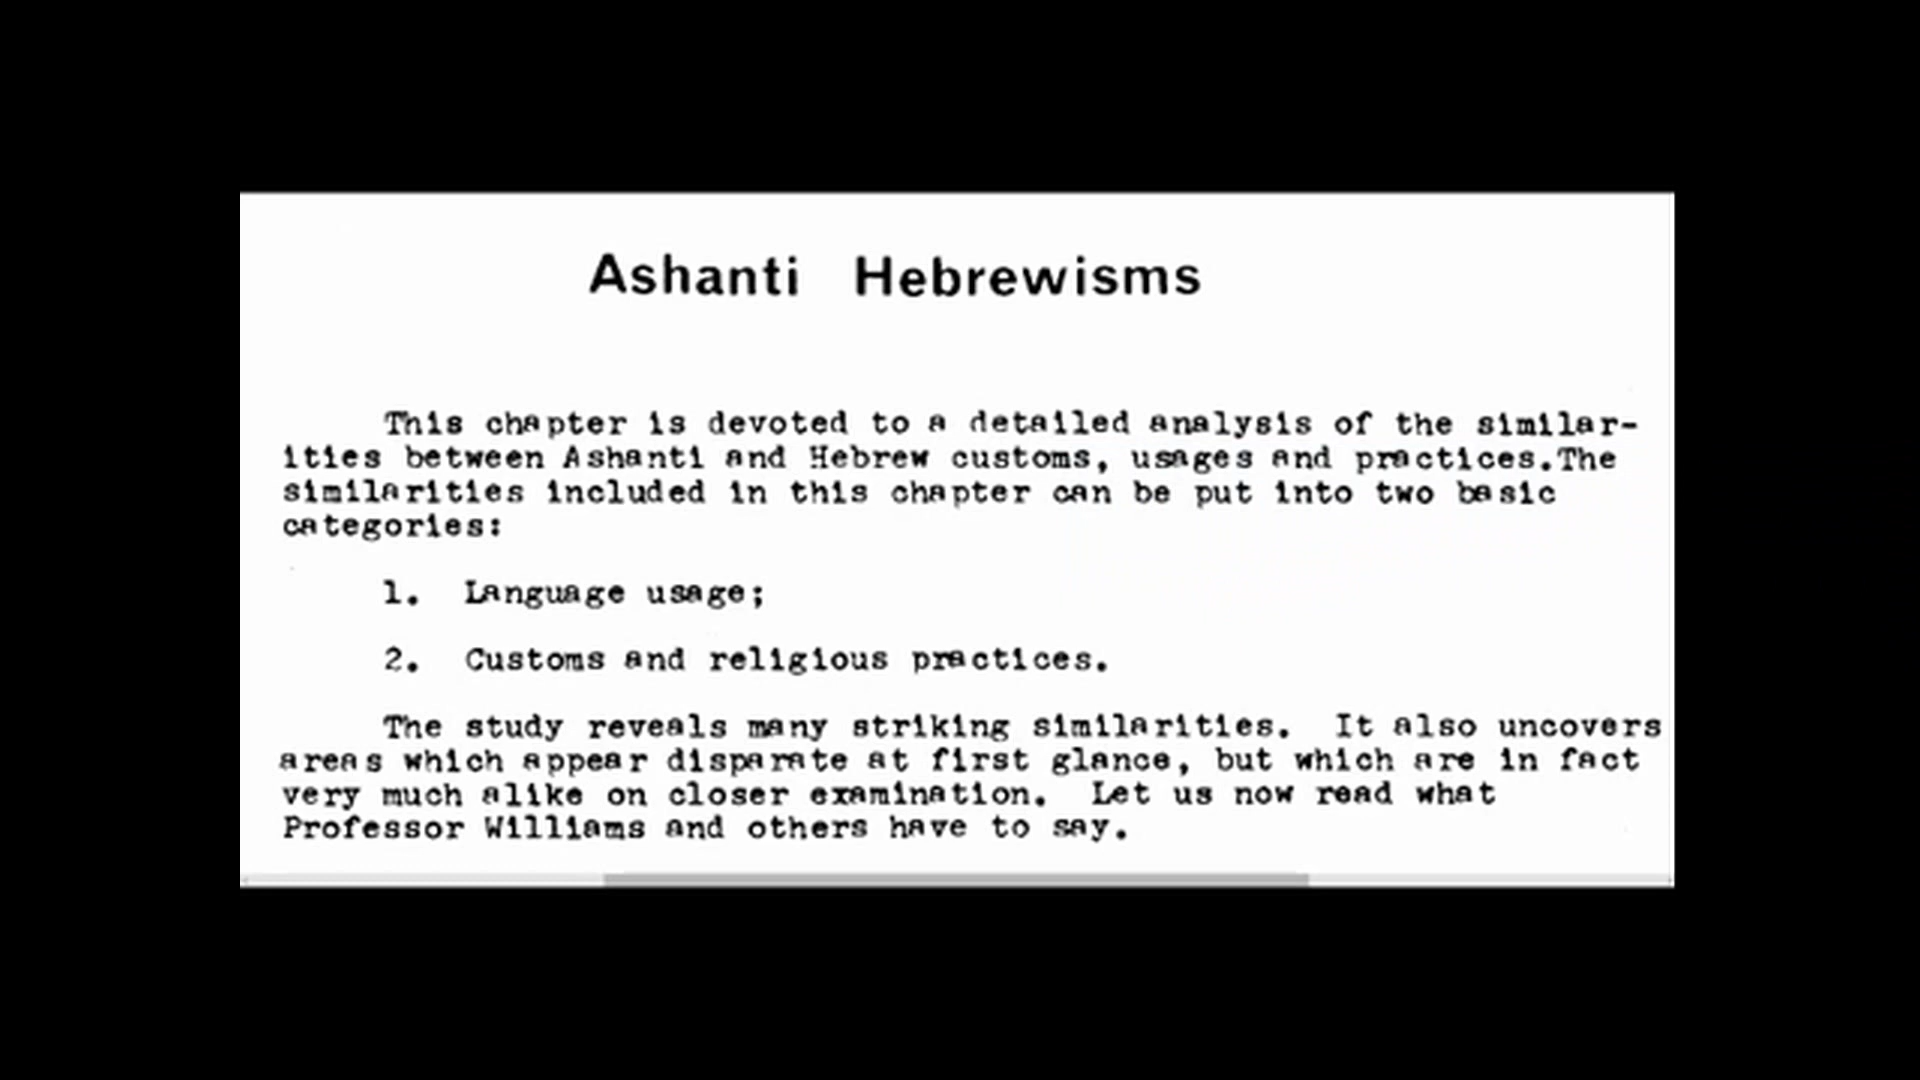 Ashanti Hebrewisms
This chapter is devoted to a detailed analysis of the similar-
ities between Ashanti and Hebrew customs, usages and practices.The
similarities included in this chapter can be put into two basic
categories:
1. Language usage;
2. Customs and religious practices.
The study reveals many striking similarities. It also uncovers
areas which appear disparate at first glance, but which are in fact
very much alike on closer examination. Let us now read what
Professor Williams and others have to say.